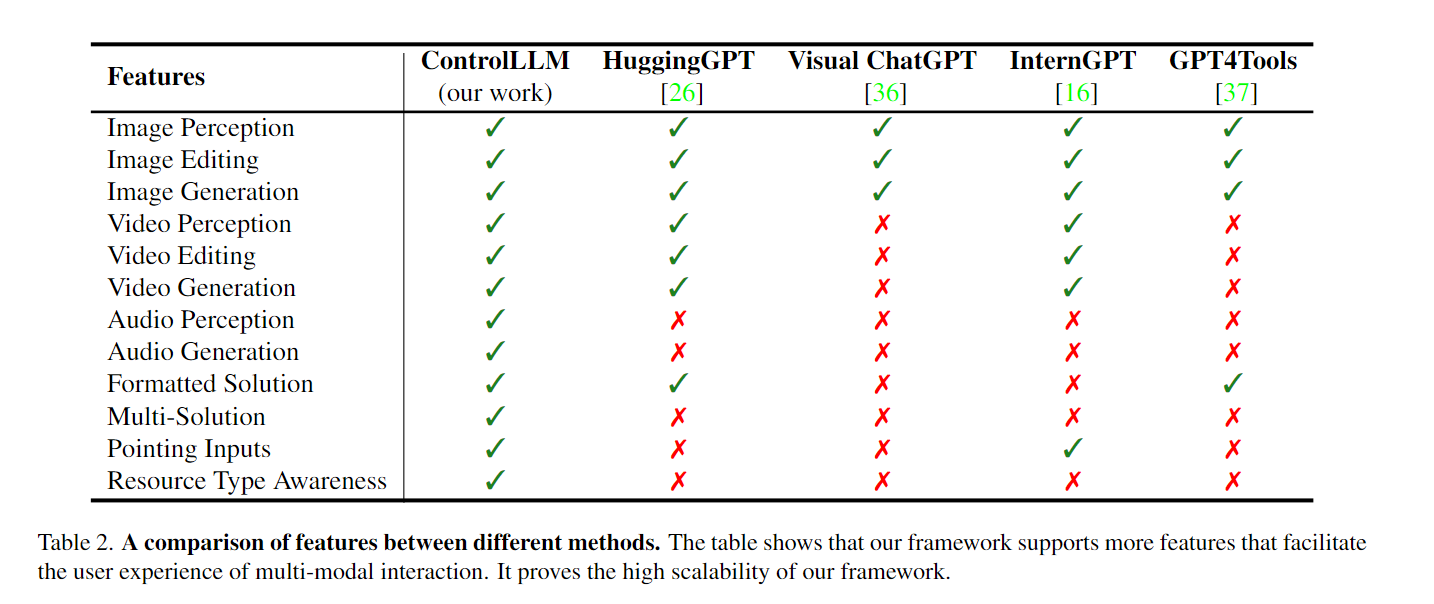 Features ControlLLM HuggingGPT Visual ChatGPT InternGPT GPT4Tools
(our work) [26] [36] [16] [37]
Image Perception ✓ ✓ ✓ ✓ ✓
Image Editing ✓ ✓ ✓ ✓ ✓
Image Generation ✓ ✓ ✓ ✓ ✓
Video Perception ✓ ✓ ✗ ✓ ✗
Video Editing ✓ ✓ ✗ ✓ ✗
Video Generation ✓ ✓ ✗ ✓ ✗
Audio Perception ✓ ✗ ✗ ✗ ✗
Audio Generation ✓ ✗ ✗ ✗ ✗
Formatted Solution ✓ ✓ ✗ ✗ ✓
Multi-Solution ✓ ✗ ✗ ✗ ✗
Pointing Inputs ✓ ✗ ✗ ✓ ✗
Resource Type Awareness ✓ ✗ ✗ ✗ ✗
Table 2. A comparison of features between different methods. The table shows that our framework supports more features that facilitate
the user experience of multi-modal interaction. It proves the high scalability of our framework.